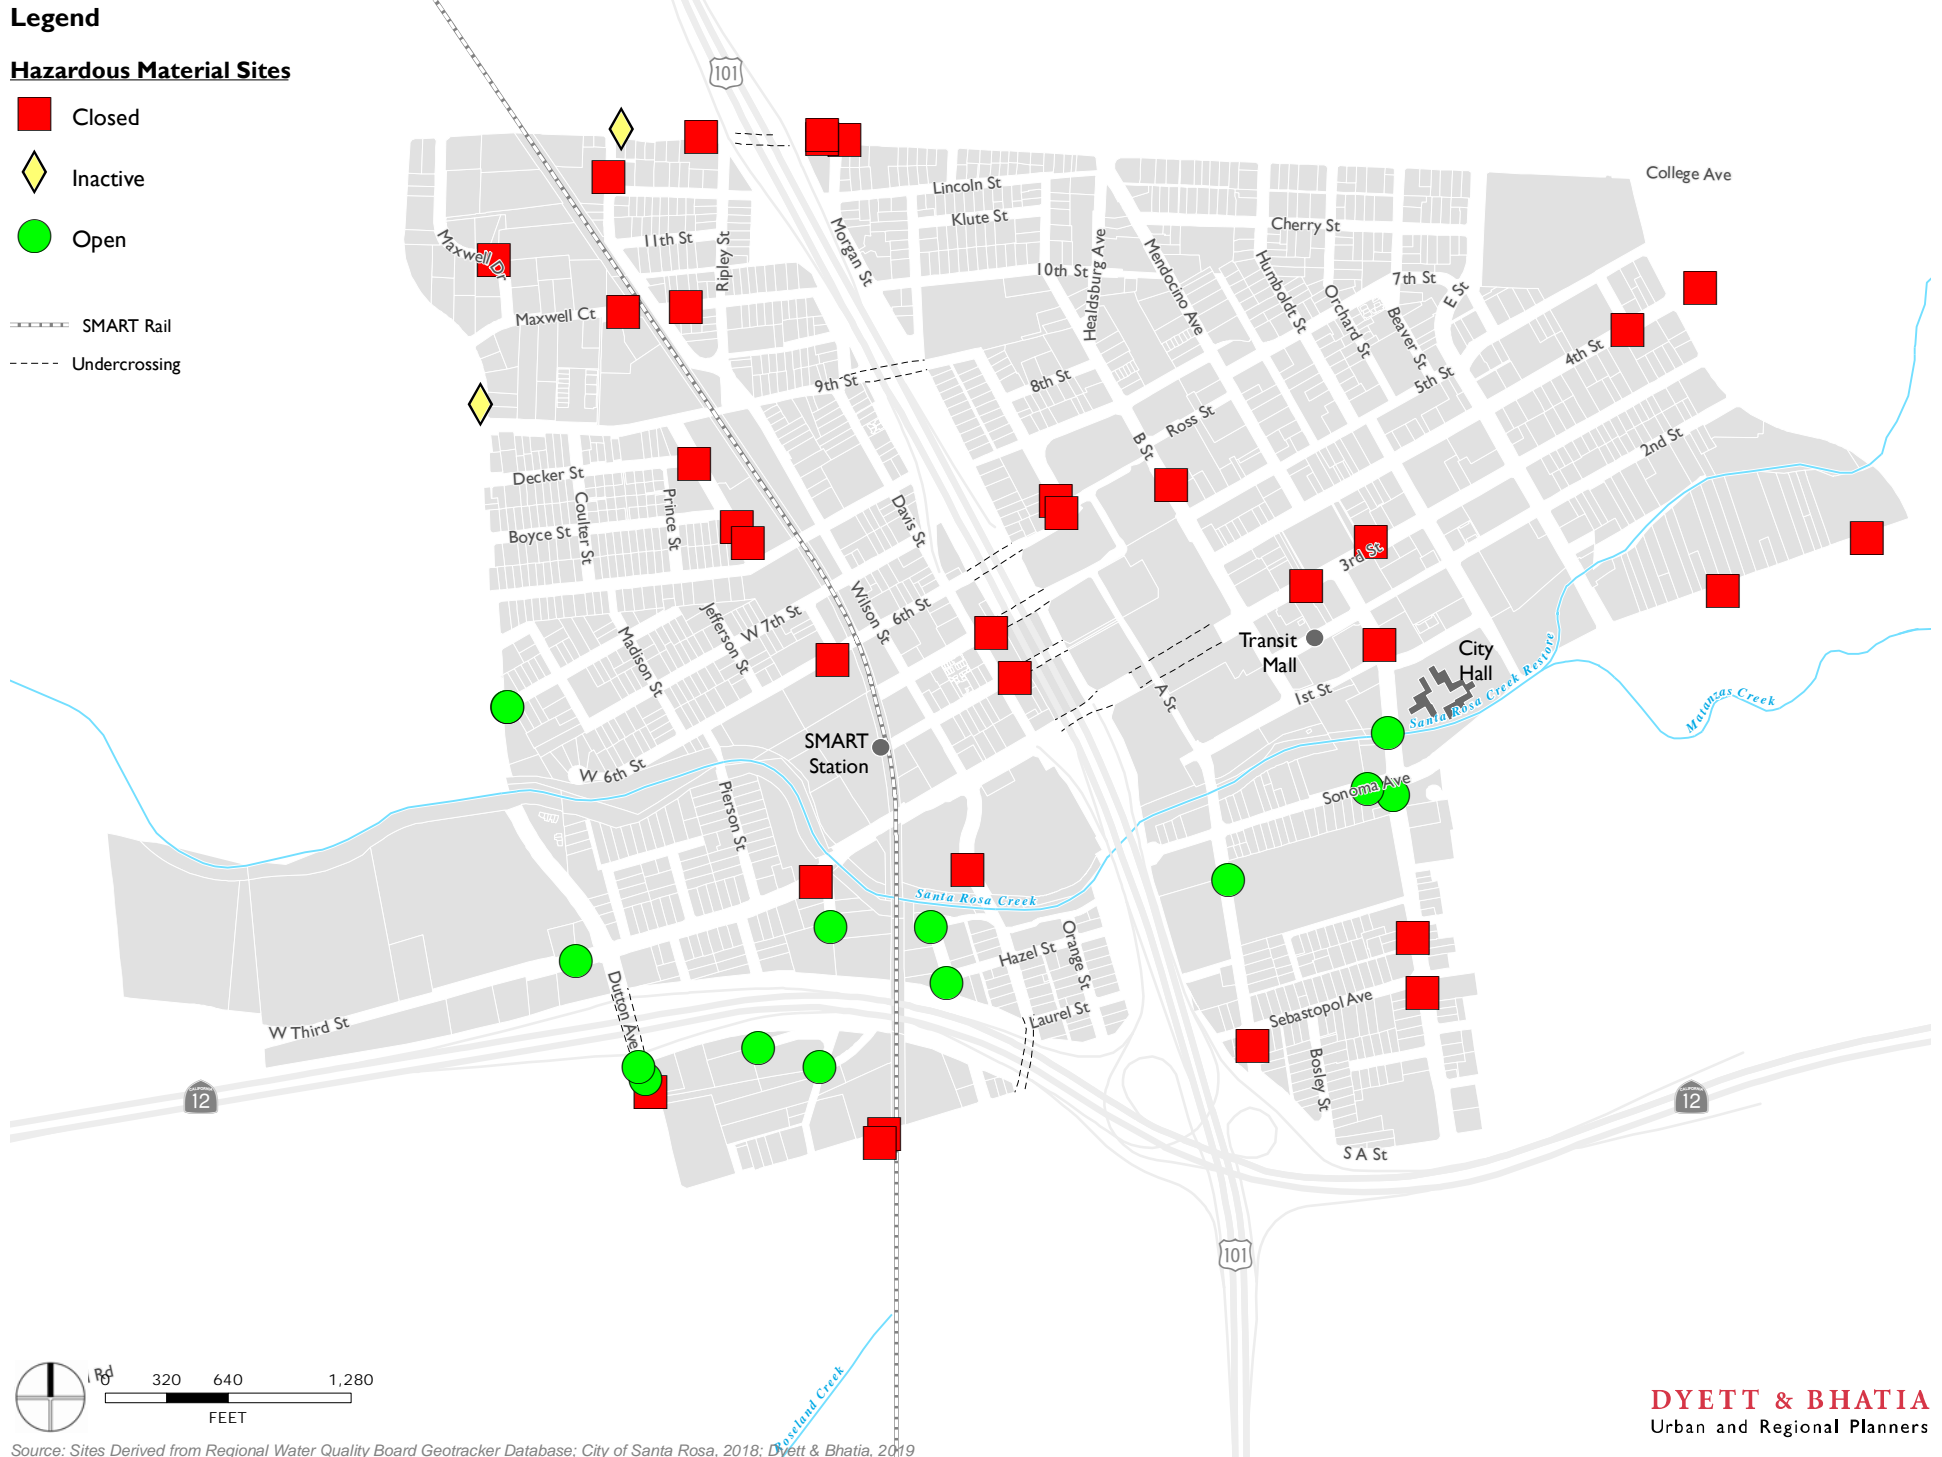 Legend
Hazardous Material Sites
Closed
Inactive
Open
SMART Rail
Undercrossing
101
College Ave
Lincoln St
Klute St
Cherry St
11th St
Ripley St
Morgan St
Maxwell Dr
Maxwell Ct
10th St
Healdsburg Ave
Mendocino Ave
Humboldt St
Orchard St
7th St
E St
Beaver St
9th St
8th St
5th St
4th St
Ross St
B St
2nd St
Decker St
Coulter St
Prince St
Boyce St
Davis St
3rd St
Wilson St
6th St
W 7th St
Jefferson St
Madison St
Transit
Mall
City
Hall
Santa Rosa Creek Restore
Matanzas Creek
A St
1st St
SMART
Station
W 6th St
Pierson St
Sonoma Ave
Santa Rosa Creek
Hazel St
Orange St
Laurel St
Dutton Ave
W Third St
Sebastopol Ave
Bosley St
S A St
CALIFORNIA
12
CALIFORNIA
12
101
Rd
0 320 640 1,280
FEET
Roseland Creek
DYETT & BHATIA
Urban and Regional Planners
Source: Sites Derived from Regional Water Quality Board Geotracker Database; City of Santa Rosa, 2018; Dyett & Bhatia, 2019